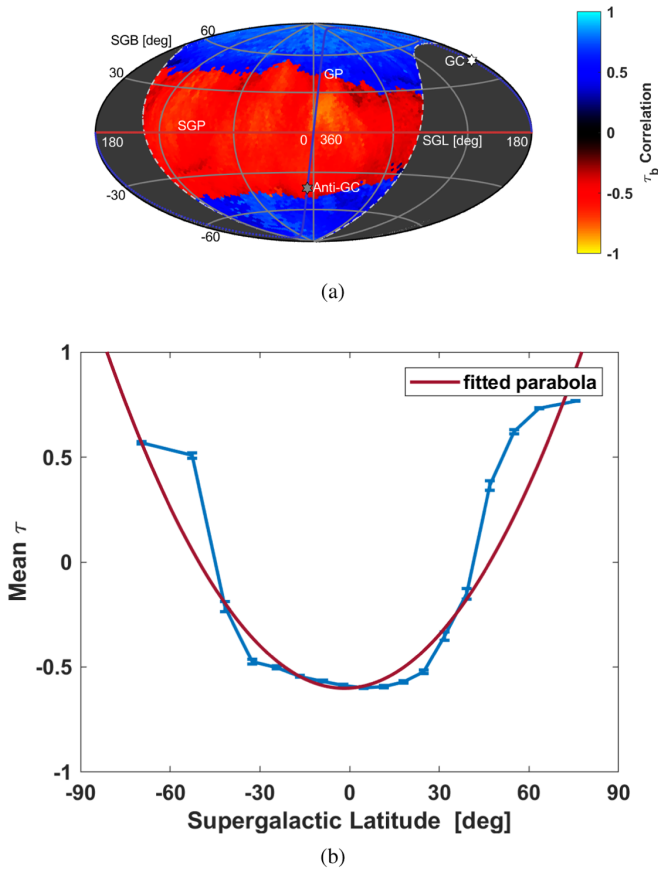 SGB [deg]
60
GC
30
GP
SGP
0
360
SGL [deg]
180
180
-30
Anti-GC
-60
1
0.5
0
-0.5
-1
τb Correlation
(a)
1
0.5
0
-0.5
-1
Mean τ
fitted parabola
-90 -60 -30 0 30 60 90
Supergalactic Latitude [deg]
(b)